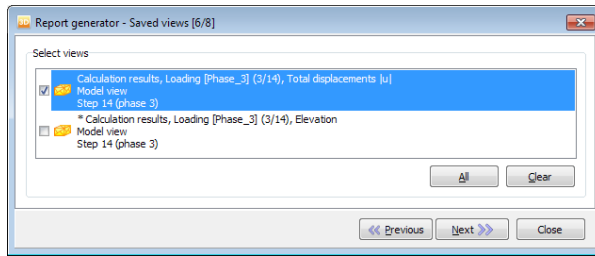 3D Report generator - Saved views [6/8]
Select views
Calculation results, Loading [Phase_3] (3/14), Total displacements |u|
Model view
Step 14 (phase 3)
* Calculation results, Loading [Phase_3] (3/14), Elevation
Model view
Step 14 (phase 3)
All Clear
Previous Next Close